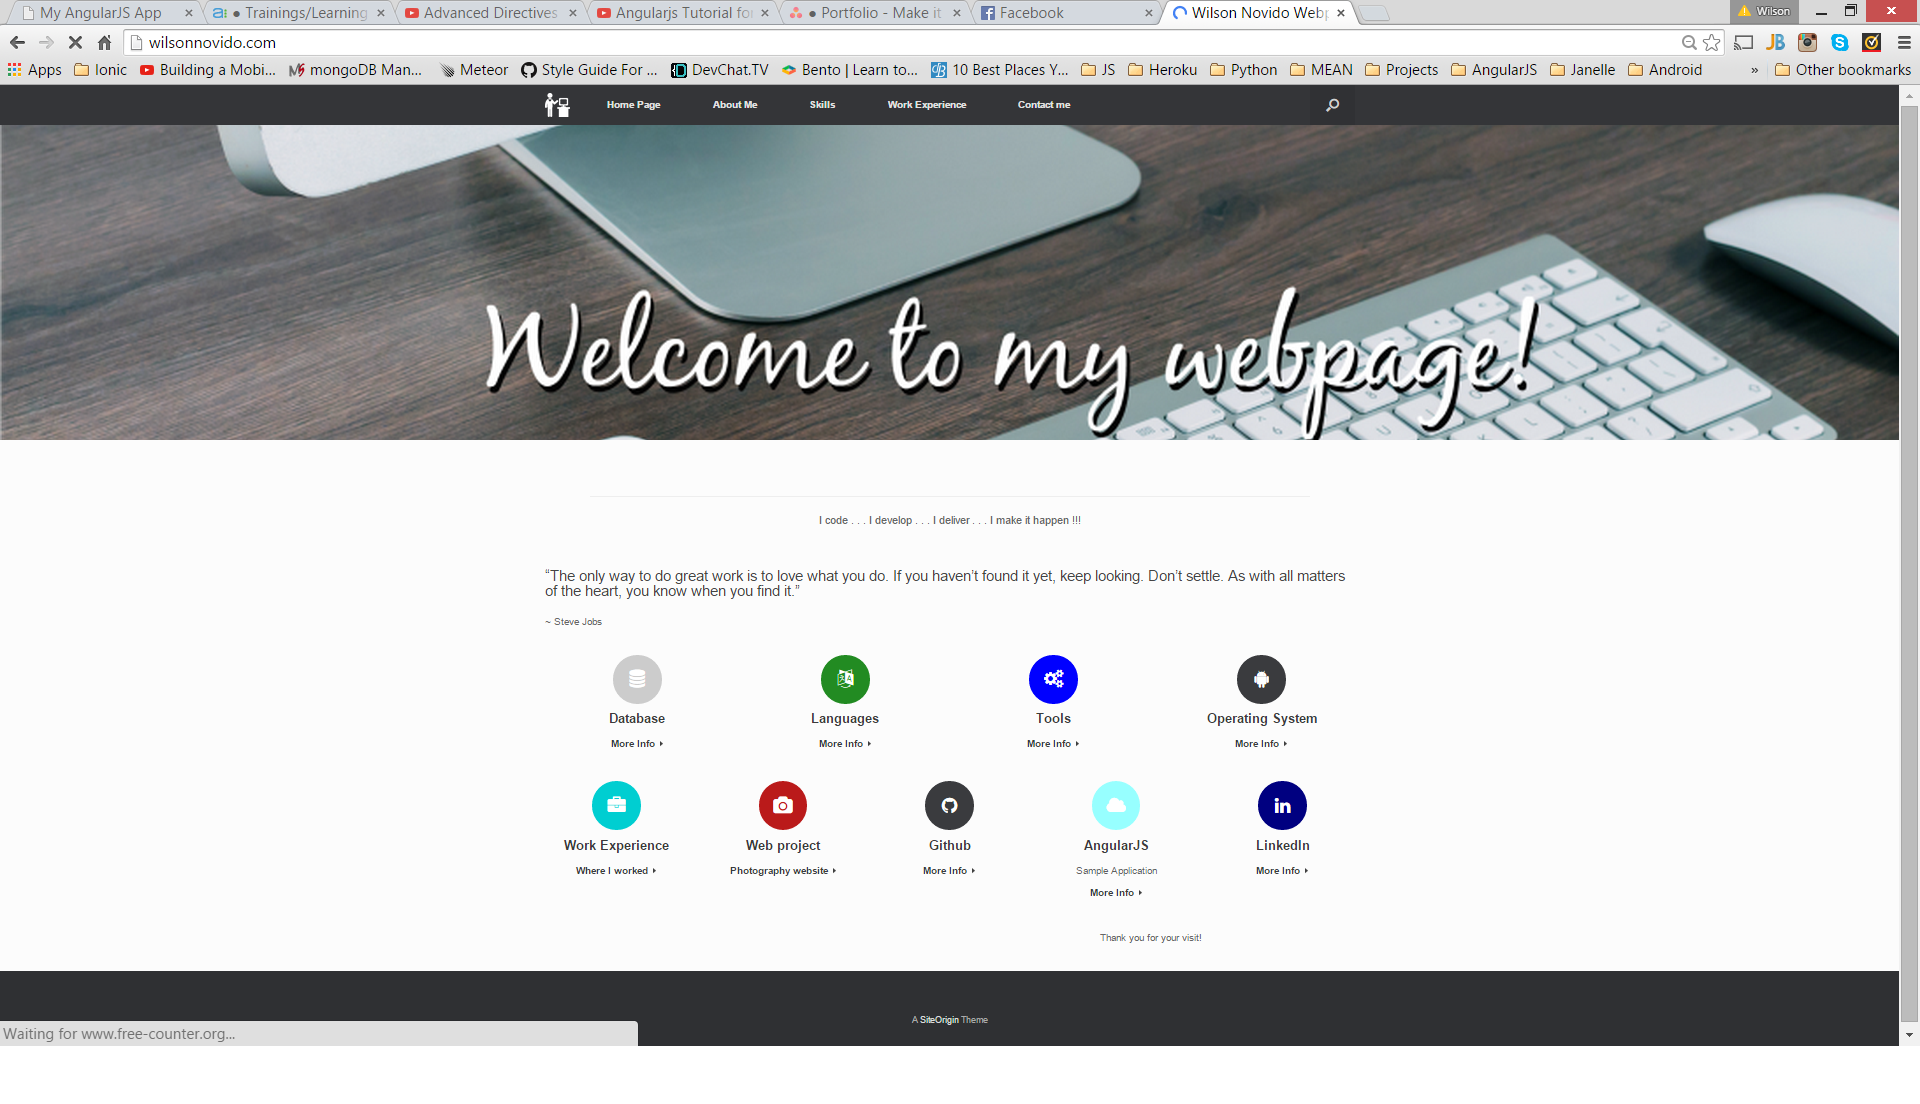 My AngularJS App
● Trainings/Learning
Advanced Directives
Angularjs Tutorial fo
● Portfolio - Make it
Facebook
Wilson Novido Webp
Wilson
wilsonnovido.com
Apps
Ionic
Building a Mobi...
mongoDB Man...
Meteor
Style Guide For ...
DevChat.TV
Bento | Learn to...
10 Best Places Y...
JS
Heroku
Python
MEAN
Projects
AngularJS
Janelle
Android
»
Other bookmarks
Home Page
About Me
Skills
Work Experience
Contact me
Welcome to my webpage!
I code . . . I develop . . . I deliver . . . I make it happen !!!
“The only way to do great work is to love what you do. If you haven’t found it yet, keep looking. Don’t settle. As with all matters
of the heart, you know when you find it.”
~ Steve Jobs
Database
Languages
Tools
Operating System
More Info
More Info
More Info
More Info
Work Experience
Web project
Github
AngularJS
LinkedIn
Where I worked
Photography website
More Info
Sample Application
More Info
More Info
Thank you for your visit!
A SiteOrigin Theme
Waiting for www.free-counter.org...